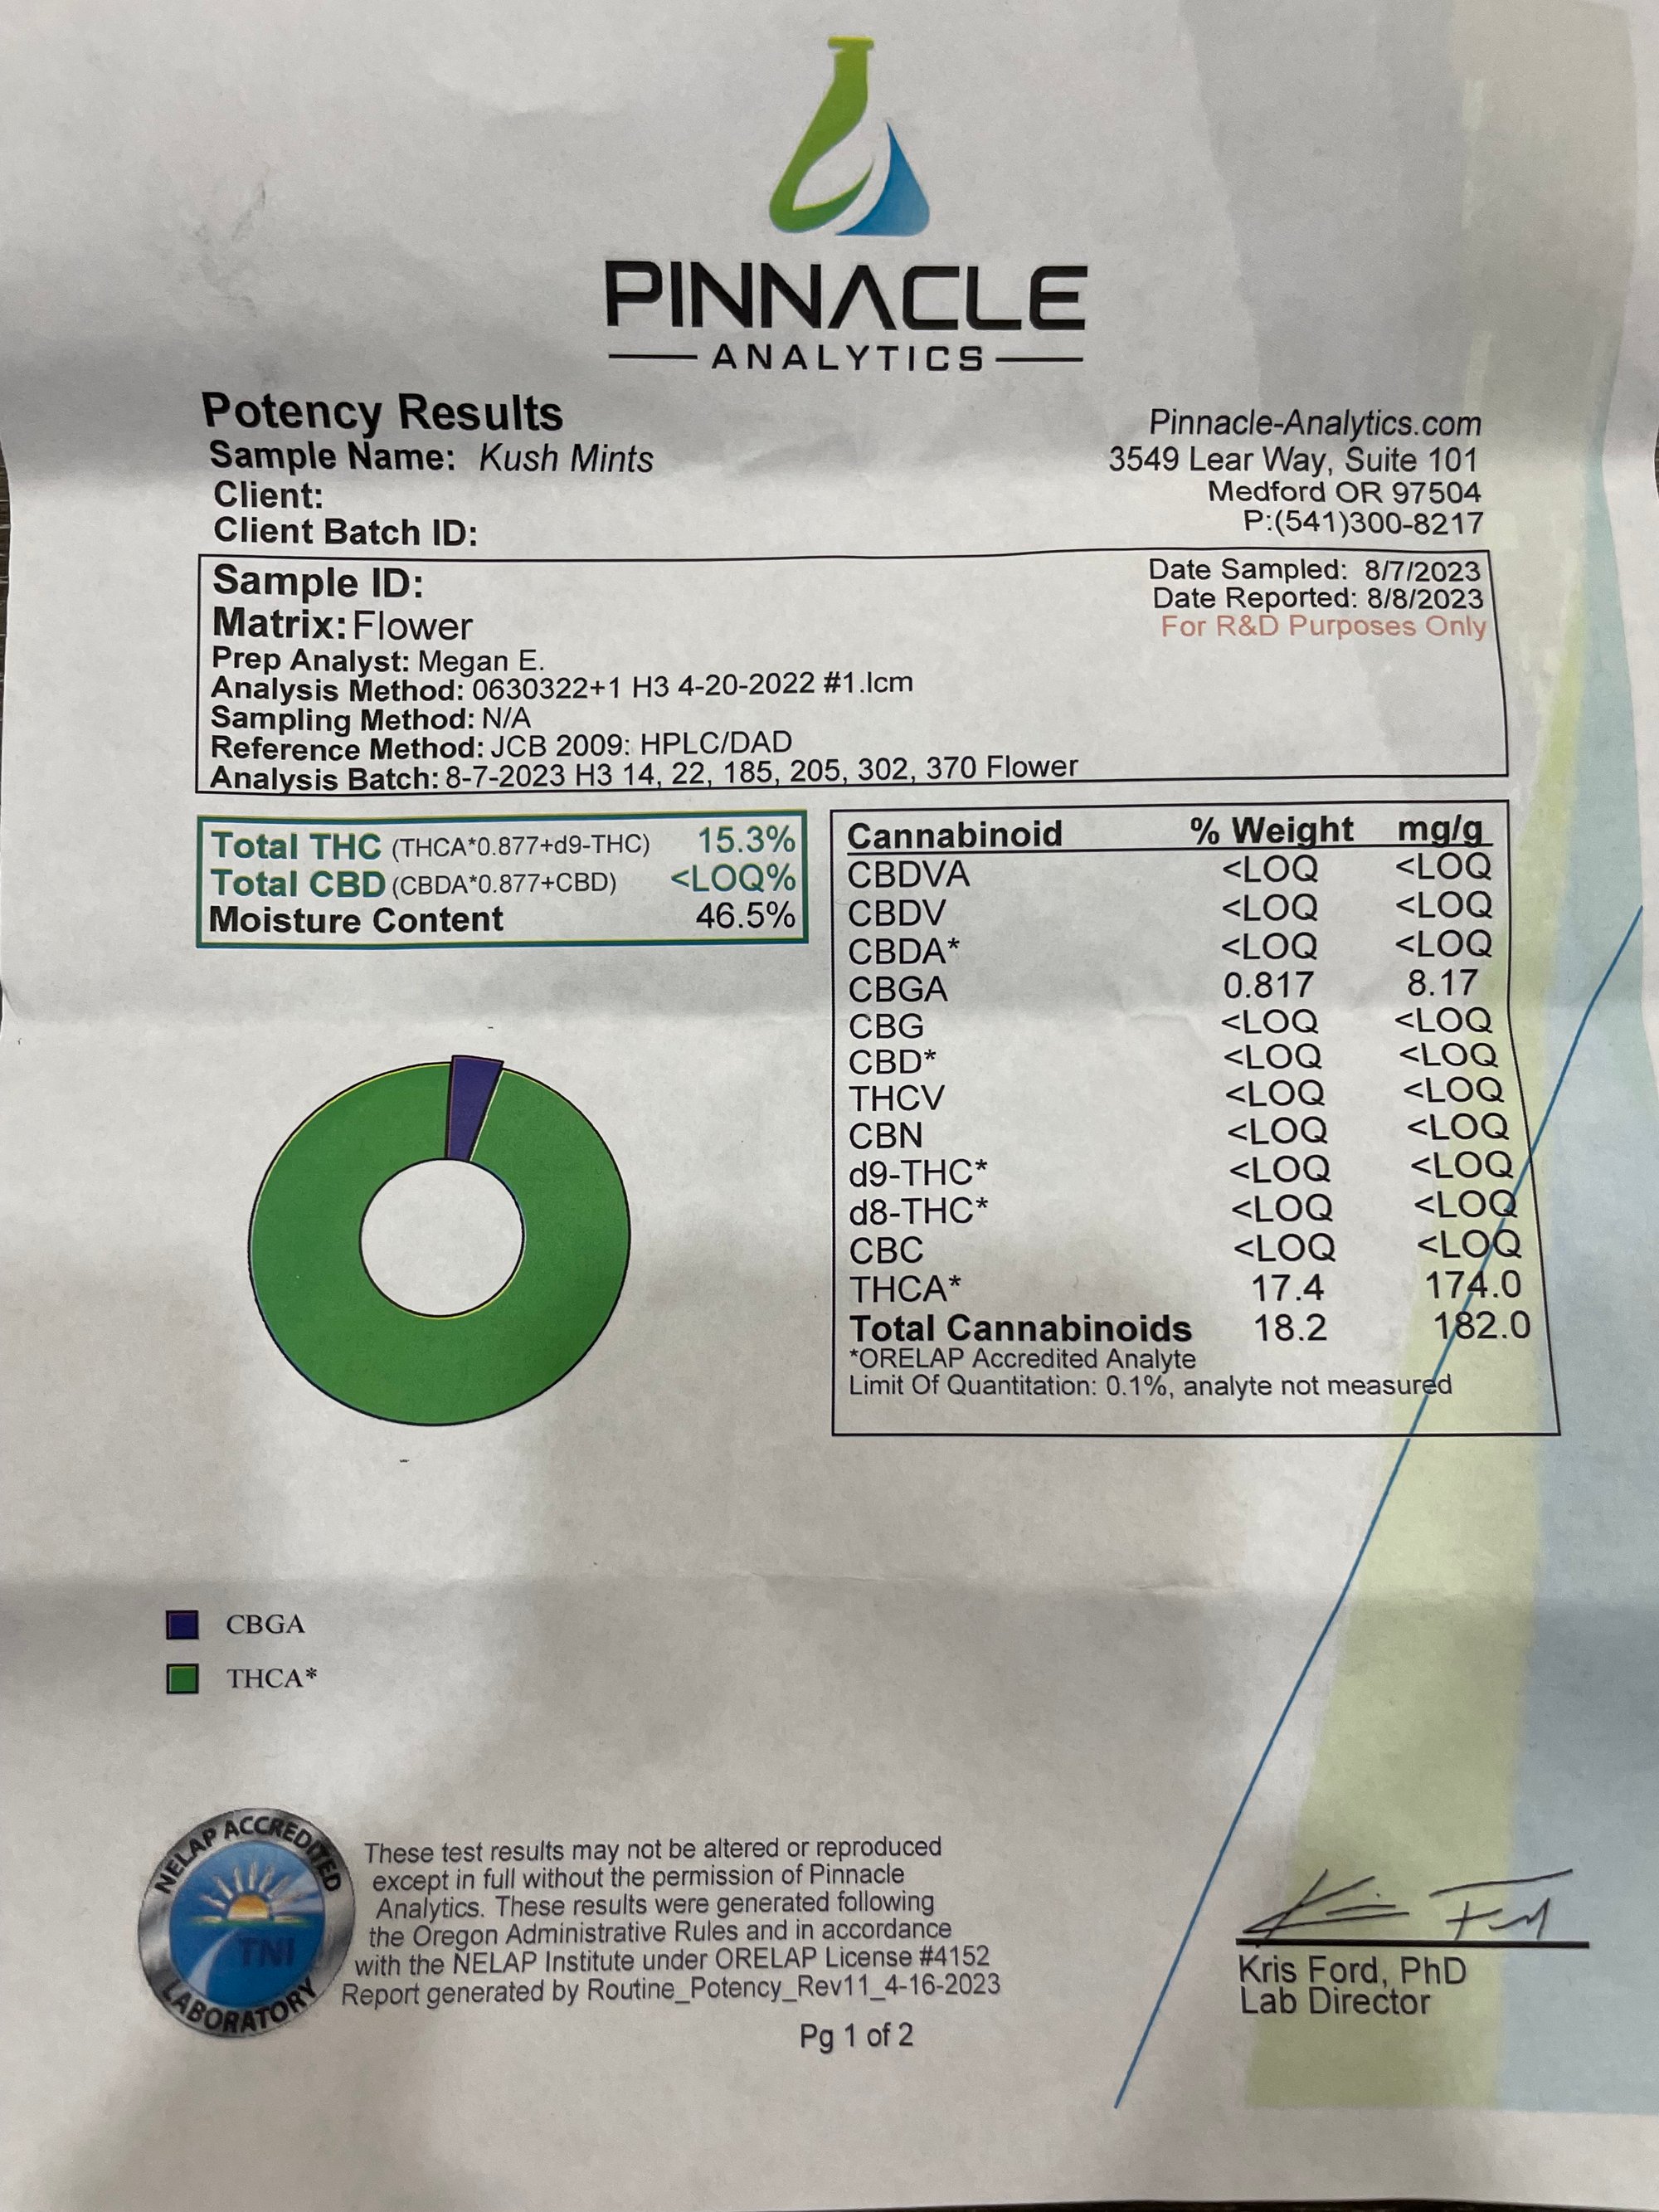 PINNACLE
ANALYTICS
Potency Results
Sample Name: Kush Mints
Client:
Client Batch ID:
Pinnacle-Analytics.com
3549 Lear Way, Suite 101
Medford OR 97504
P:(541)300-8217
Sample ID:
Matrix: Flower
Prep Analyst: Megan E.
Analysis Method: 0630322+1 H3 4-20-2022 #1.lcm
Sampling Method: N/A
Reference Method: JCB 2009: HPLC/DAD
Analysis Batch: 8-7-2023 H3 14, 22, 185, 205, 302, 370 Flower
Date Sampled: 8/7/2023
Date Reported: 8/8/2023
For R&D Purposes Only
Total THC (THCA*0.877+d9-THC) 15.3%
Total CBD (CBDA*0.877+CBD) <LOQ%
Moisture Content 46.5%
Cannabinoid % Weight mg/g
CBDVA <LOQ <LOQ
CBDV <LOQ <LOQ
CBDA* <LOQ <LOQ
CBGA 0.817 8.17
CBG <LOQ <LOQ
CBD* <LOQ <LOQ
THCV <LOQ <LOQ
CBN <LOQ <LOQ
d9-THC* <LOQ <LOQ
d8-THC* <LOQ <LOQ
CBC <LOQ <LOQ
THCA* 17.4 174.0
Total Cannabinoids 18.2 182.0
*ORELAP Accredited Analyte
Limit Of Quantitation: 0.1%, analyte not measured
CBGA
THCA*
NELAP ACCREDITED
TNI
LABORATORY
These test results may not be altered or reproduced
except in full without the permission of Pinnacle
Analytics. These results were generated following
the Oregon Administrative Rules and in accordance
with the NELAP Institute under ORELAP License #4152
Report generated by Routine_Potency_Rev11_4-16-2023
Kris Ford, PhD
Lab Director
Pg 1 of 2